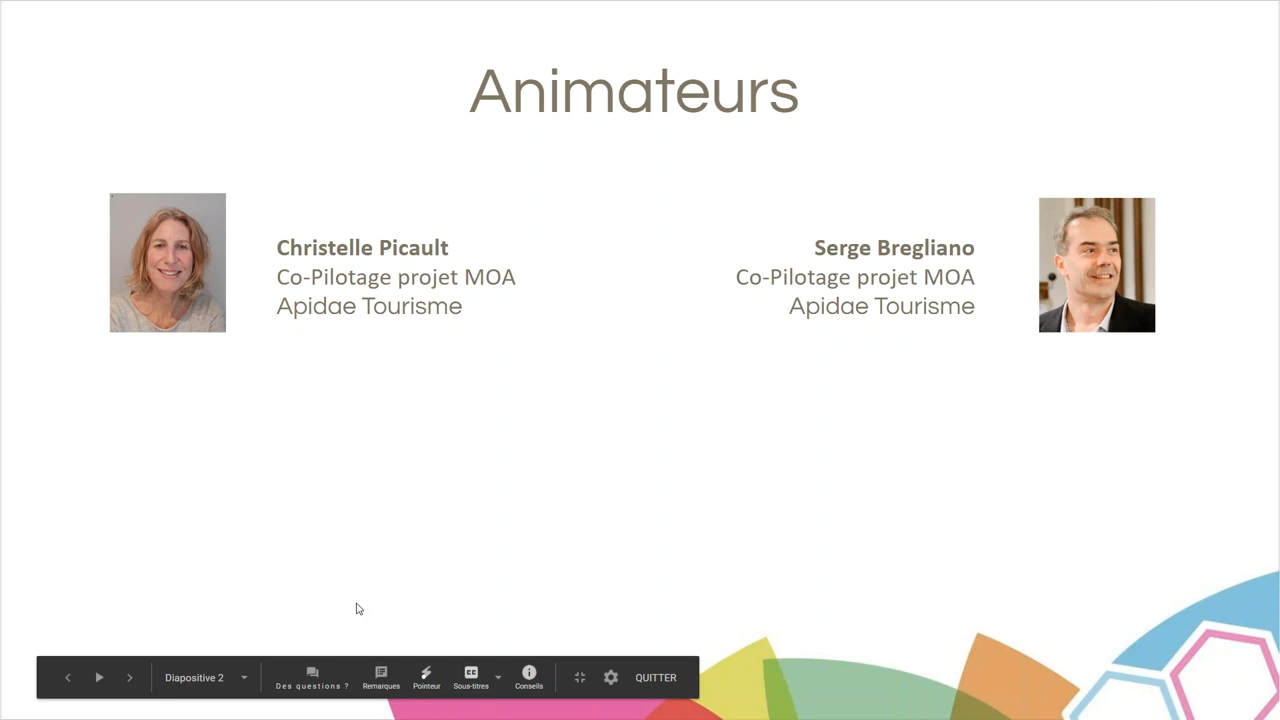 Animateurs
Christelle Picault
Co-Pilotage projet MOA
Apidae Tourisme
Serge Bregliano
Co-Pilotage projet MOA
Apidae Tourisme
Diapositive 2
Des questions ?
Remarques
Pointeur
CC
Sous-titres
Conseils
QUITTER